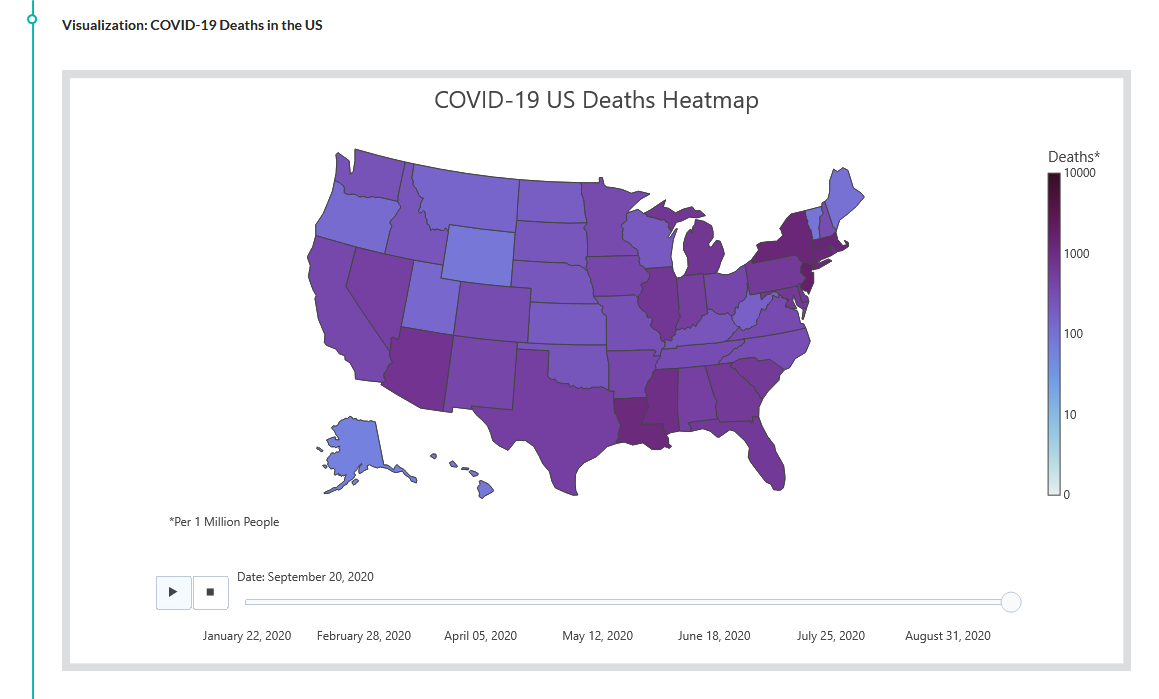 Visualization: COVID-19 Deaths in the US
COVID-19 US Deaths Heatmap
Deaths*
10000
1000
100
10
0
*Per 1 Million People
Date: September 20, 2020
January 22, 2020 February 28, 2020 April 05, 2020 May 12, 2020 June 18, 2020 July 25, 2020 August 31, 2020